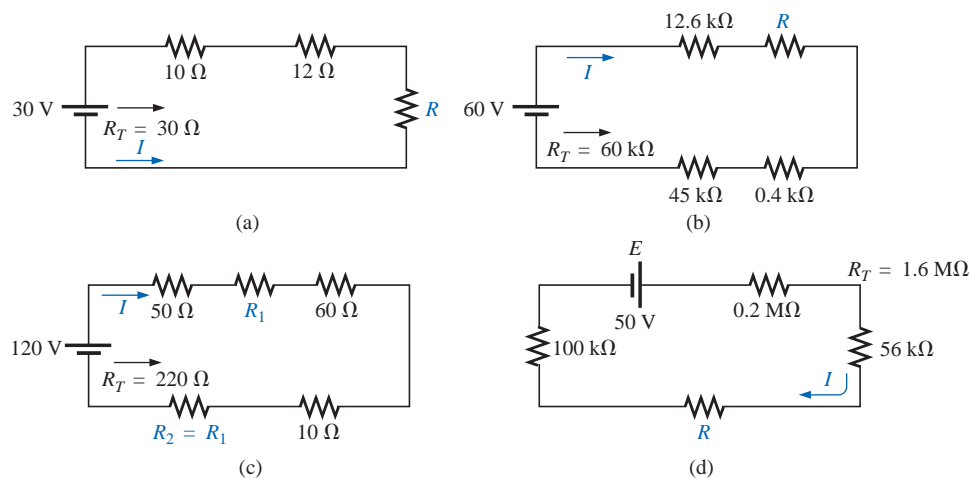 10 Ω 12 Ω
30 V
R
R_T = 30 Ω
I
(a)
12.6 kΩ R
I
60 V
R_T = 60 kΩ
45 kΩ 0.4 kΩ
(b)
I 50 Ω R_1 60 Ω
120 V
R_T = 220 Ω
R_2 = R_1 10 Ω
(c)
E
R_T = 1.6 MΩ
50 V 0.2 MΩ
100 kΩ 56 kΩ
I
R
(d)